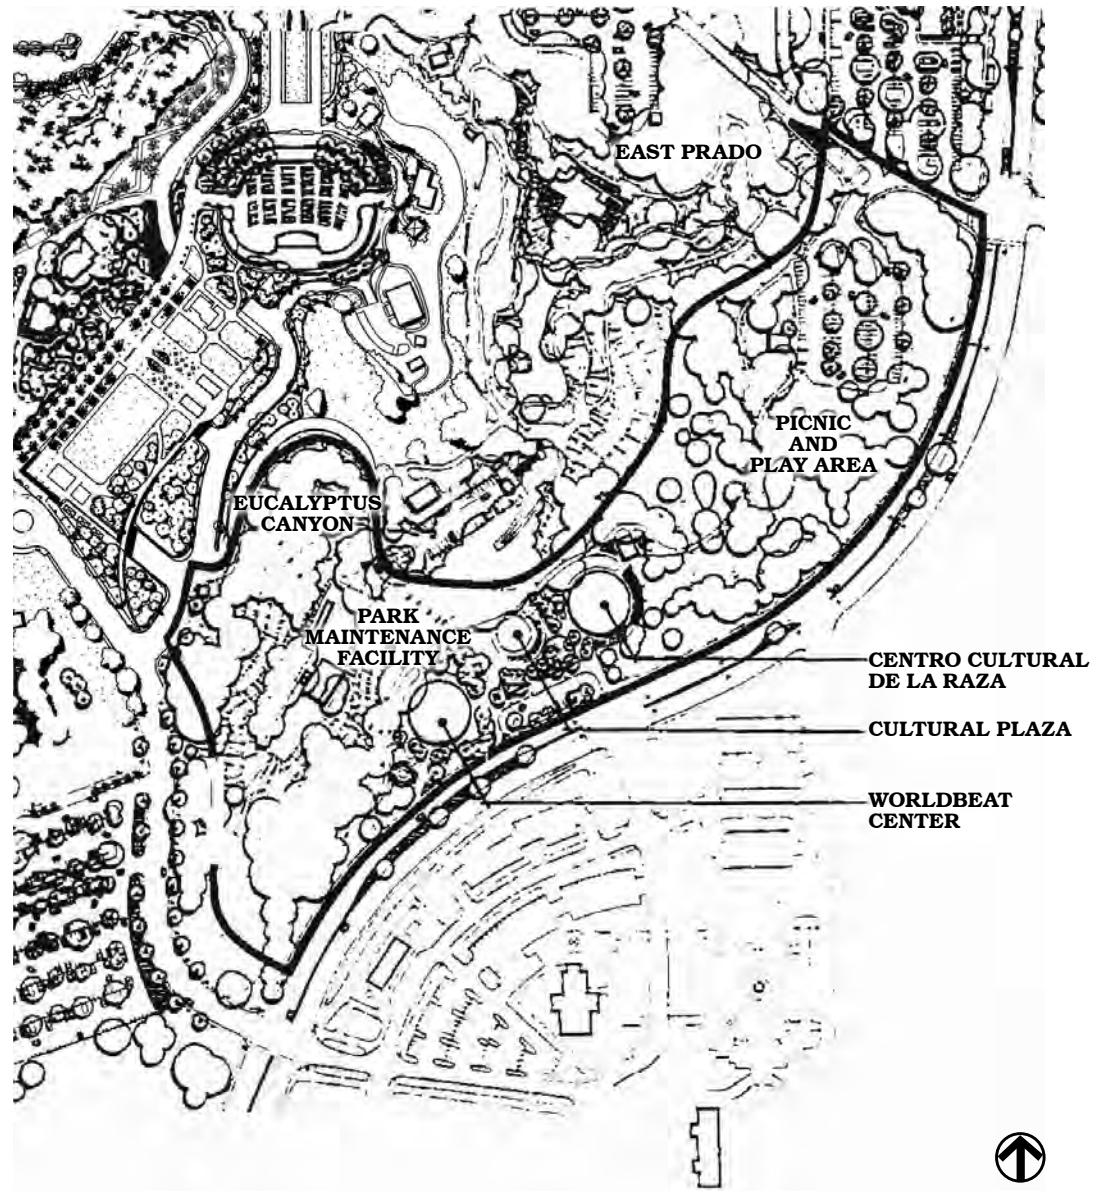 EAST PRADO
PICNIC
AND
PLAY AREA
EUCALYPTUS
CANYON
PARK
MAINTENANCE
FACILITY
CENTRO CULTURAL
DE LA RAZA
CULTURAL PLAZA
WORLDBEAT
CENTER